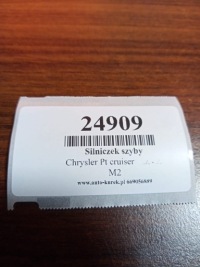 24909
Silniczek szyby
Chrysler Pt cruiser
M2
www.auto-kurek.pl